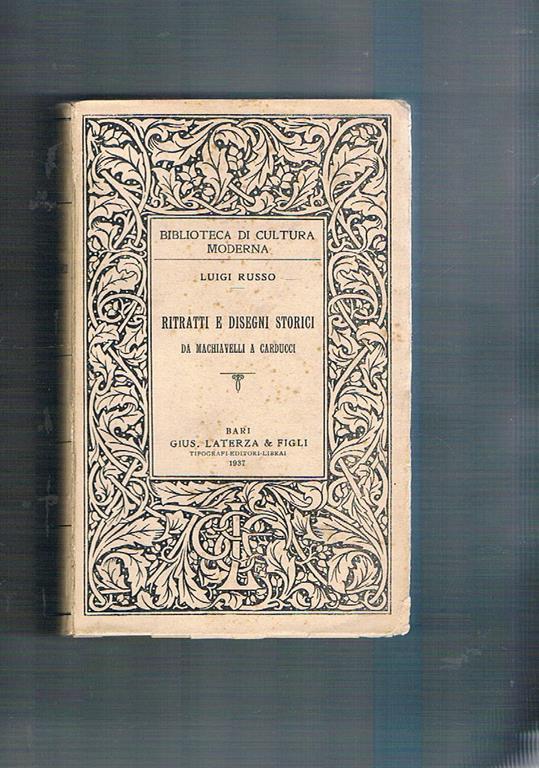 BIBLIOTECA DI CULTURA
MODERNA
LUIGI RUSSO
RITRATTI E DISEGNI STORICI
DA MACHIAVELLI A CARDUCCI
BARI
GIUS. LATERZA & FIGLI
TIPOGRAFI-EDITORI-LIBRAI
1937